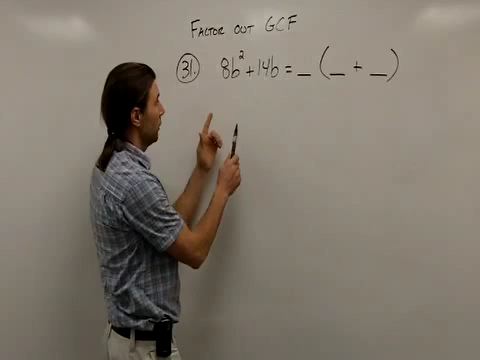 FACTOR OUT GCF
31. 8b² + 14b = _ ( _ + _ )